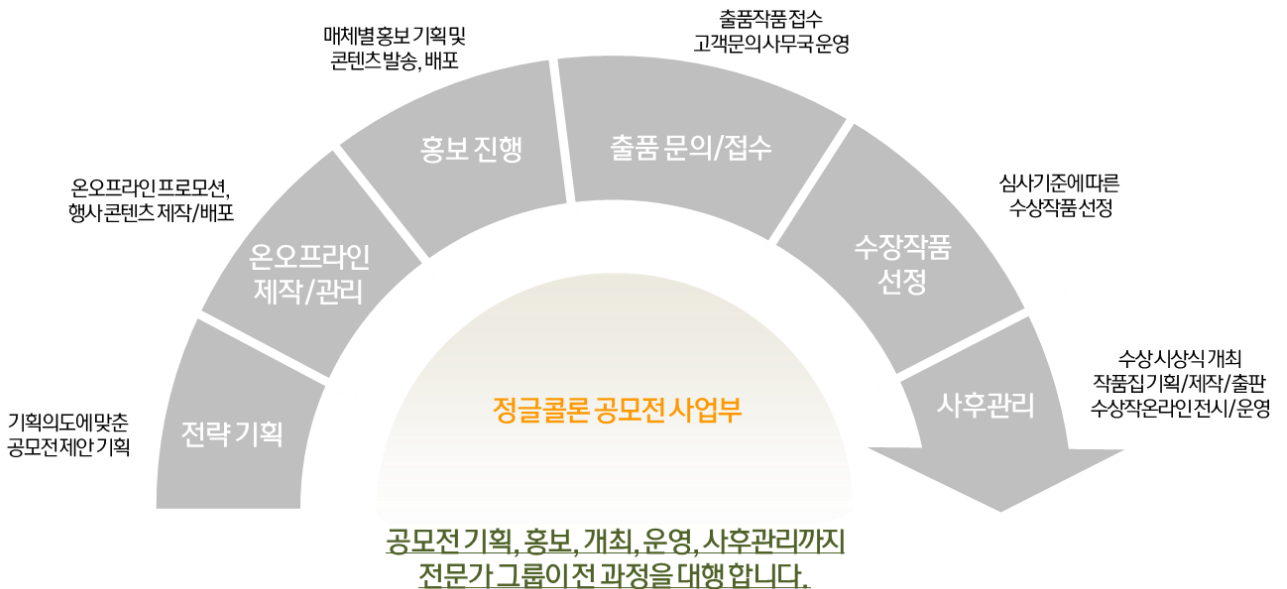 출품작품 접수
고객문의사무국 운영
매체별 홍보 기획 및
콘텐츠 발송, 배포
홍보 진행
출품 문의/접수
온오프라인 프로모션,
행사 콘텐츠 제작/배포
심사기준에 따른
수상작품 선정
온오프라인
제작/관리
수장작품
선정
기획의도에 맞춘
공모전 제안 기획
전략 기획
정글콜론 공모전 사업부
사후관리
수상 시상식 개최
작품집 기획/제작/출판
수상작온라인 전시/운영
공모전 기획, 홍보, 개최, 운영, 사후관리까지
전문가 그룹이 전 과정을 대행 합니다.